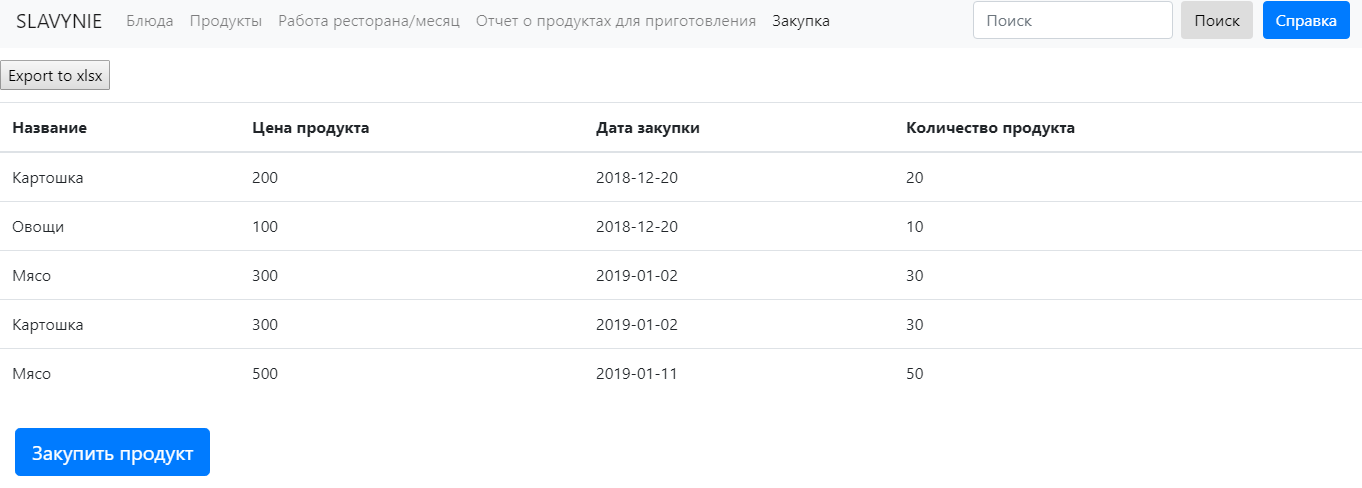 SLAVYNIE Блюда Продукты Работа ресторана/месяц Отчет о продуктах для приготовления Закупка Поиск Поиск Справка
Export to xlsx
Название Цена продукта Дата закупки Количество продукта
Картошка 200 2018-12-20 20
Овощи 100 2018-12-20 10
Мясо 300 2019-01-02 30
Картошка 300 2019-01-02 30
Мясо 500 2019-01-11 50
Закупить продукт